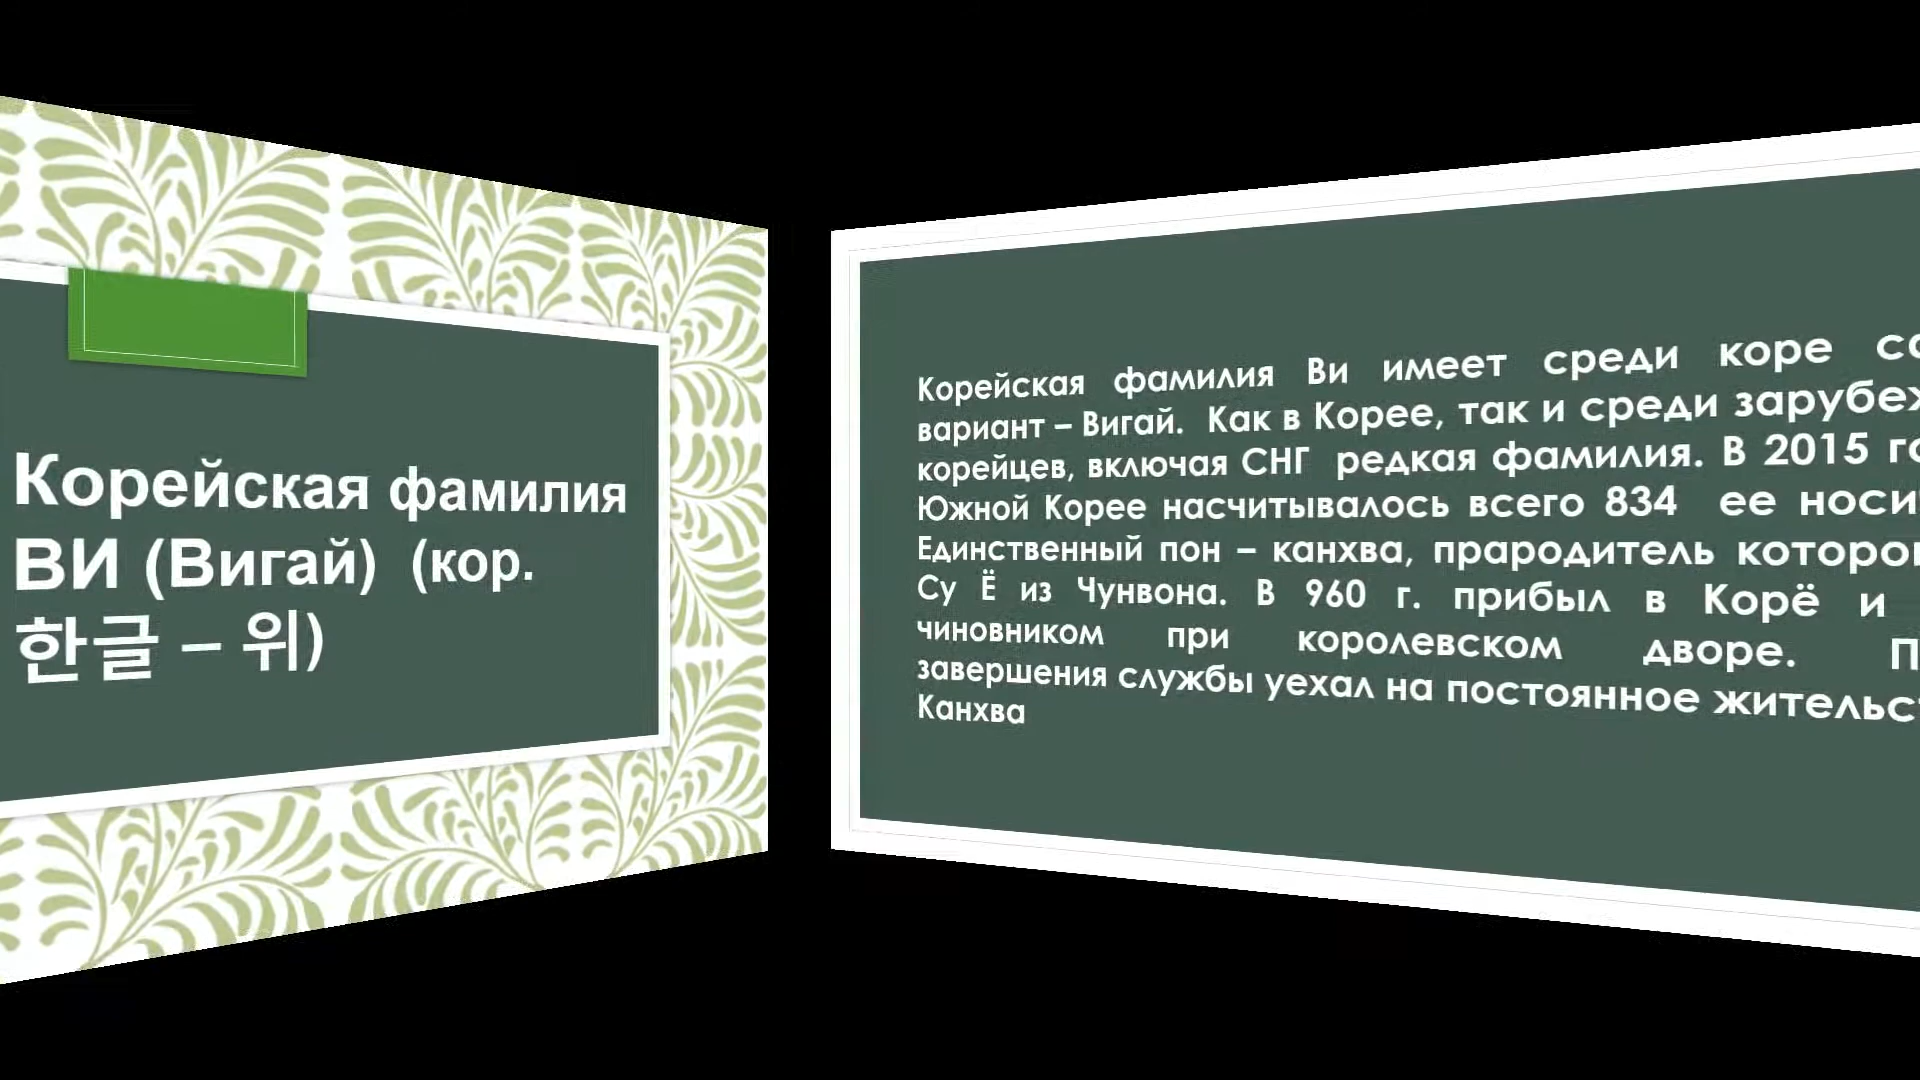 Корейская фамилия
ВИ (Вигай) (кор.
한글 – 위)
Корейская фамилия Ви имеет среди коре
вариант – Вигай. Как в Корее, так и среди
корейцев, включая СНГ редкая фамилия. В 2015
Южной Корее насчитывалось всего 834 ее
Единственный пон – канхва, прародитель
Су Ё из Чунвона. В 960 г. прибыл в Корё и
чиновником при королевском дворе.
завершения службы уехал на постоянное
Канхва